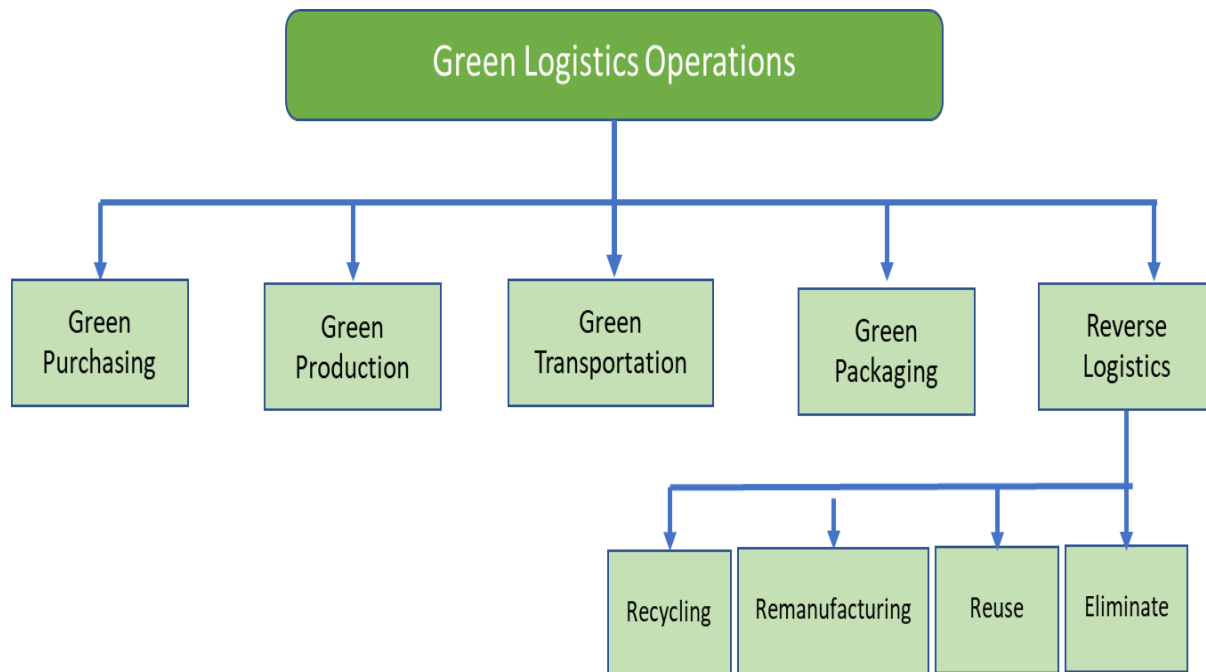 Green Logistics Operations
Green
Purchasing
Green
Production
Green
Transportation
Green
Packaging
Reverse
Logistics
Recycling
Remanufacturing
Reuse
Eliminate